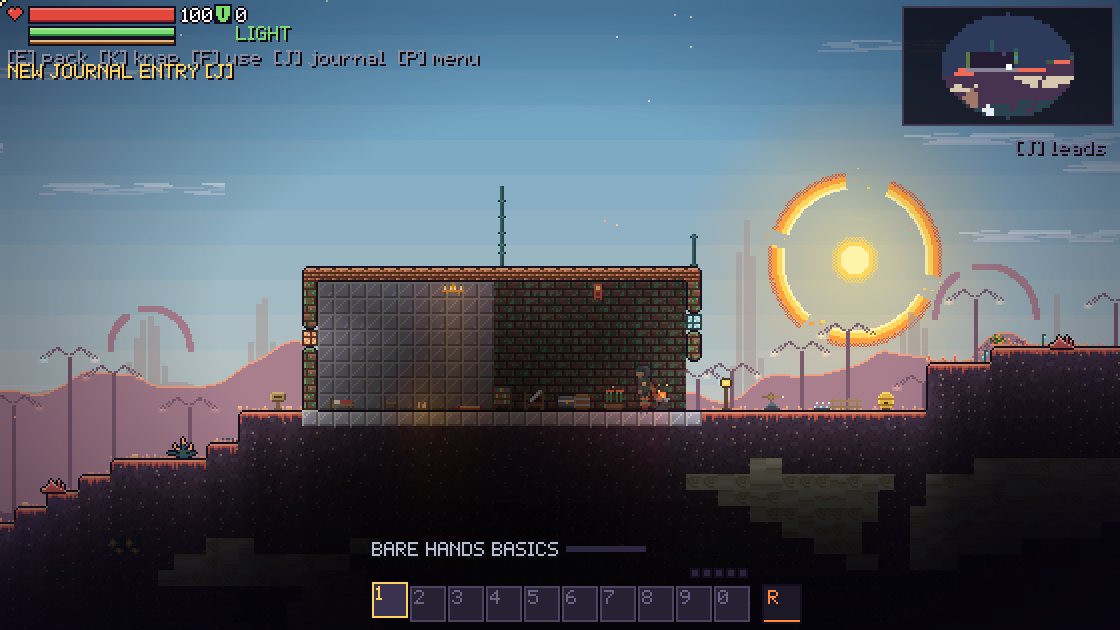 100 0
LIGHT
[E] pack [K] knap [F] use [J] journal [P] menu
NEW JOURNAL ENTRY [J]
[J] leads
BARE HANDS BASICS
1 2 3 4 5 6 7 8 9 0 R